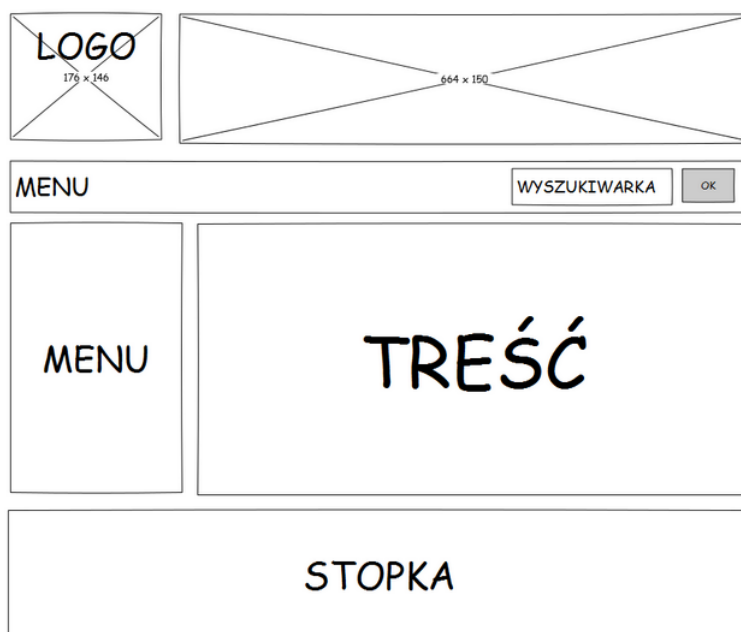 LOGO
176 x 146
664 x 150
MENU
WYSZUKIWARKA
OK
MENU
TREŚĆ
STOPKA